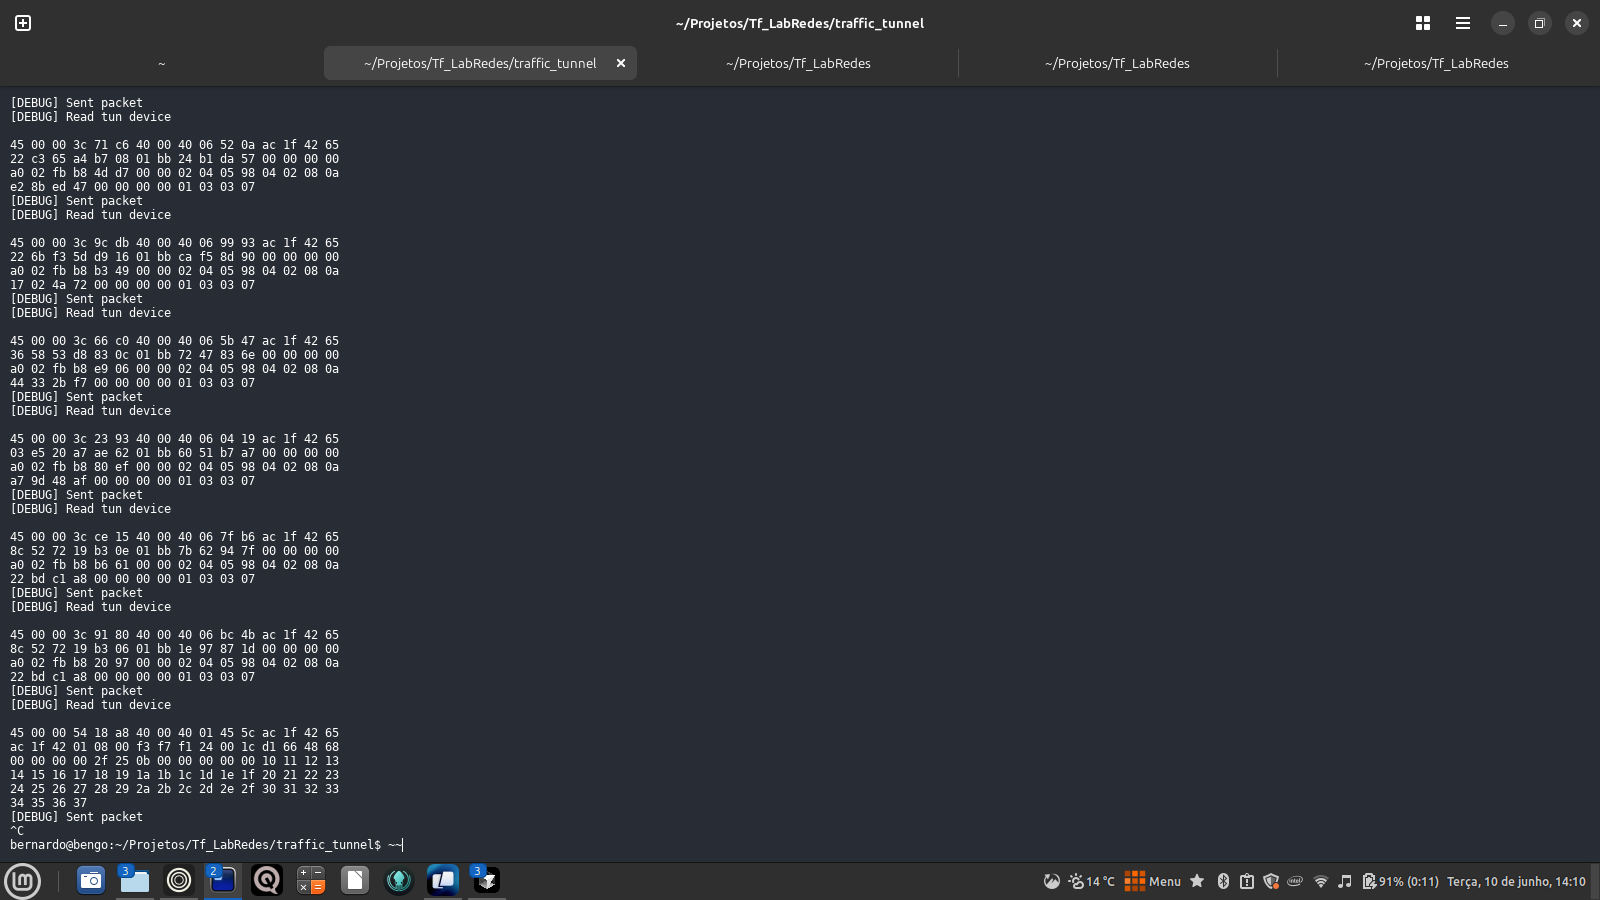 ~/Projetos/Tf_LabRedes/traffic_tunnel
~
~/Projetos/Tf_LabRedes/traffic_tunnel
~/Projetos/Tf_LabRedes
~/Projetos/Tf_LabRedes
~/Projetos/Tf_LabRedes
[DEBUG] Sent packet
[DEBUG] Read tun device
45 00 00 3c 71 c6 40 00 40 06 52 0a ac 1f 42 65
22 c3 65 a4 b7 08 01 bb 24 b1 da 57 00 00 00 00
a0 02 fb b8 4d d7 00 00 02 04 05 98 04 02 08 0a
e2 8b ed 47 00 00 00 00 01 03 03 07
[DEBUG] Sent packet
[DEBUG] Read tun device
45 00 00 3c 9c db 40 00 40 06 99 93 ac 1f 42 65
22 6b f3 5d d9 16 01 bb ca f5 8d 90 00 00 00 00
a0 02 fb b8 b3 49 00 00 02 04 05 98 04 02 08 0a
17 02 4a 72 00 00 00 00 01 03 03 07
[DEBUG] Sent packet
[DEBUG] Read tun device
45 00 00 3c 66 c0 40 00 40 06 5b 47 ac 1f 42 65
36 58 53 d8 83 0c 01 bb 72 47 83 6e 00 00 00 00
a0 02 fb b8 e9 06 00 00 02 04 05 98 04 02 08 0a
44 33 2b f7 00 00 00 00 01 03 03 07
[DEBUG] Sent packet
[DEBUG] Read tun device
45 00 00 3c 23 93 40 00 40 06 04 19 ac 1f 42 65
03 e5 20 a7 ae 62 01 bb 60 51 b7 a7 00 00 00 00
a0 02 fb b8 80 ef 00 00 02 04 05 98 04 02 08 0a
a7 9d 48 af 00 00 00 00 01 03 03 07
[DEBUG] Sent packet
[DEBUG] Read tun device
45 00 00 3c ce 15 40 00 40 06 7f b6 ac 1f 42 65
8c 52 72 19 b3 0e 01 bb 7b 62 94 7f 00 00 00 00
a0 02 fb b8 b6 61 00 00 02 04 05 98 04 02 08 0a
22 bd c1 a8 00 00 00 00 01 03 03 07
[DEBUG] Sent packet
[DEBUG] Read tun device
45 00 00 3c 91 80 40 00 40 06 bc 4b ac 1f 42 65
8c 52 72 19 b3 06 01 bb 1e 97 87 1d 00 00 00 00
a0 02 fb b8 20 97 00 00 02 04 05 98 04 02 08 0a
22 bd c1 a8 00 00 00 00 01 03 03 07
[DEBUG] Sent packet
[DEBUG] Read tun device
45 00 00 54 18 a8 40 00 40 01 45 5c ac 1f 42 65
ac 1f 42 01 08 00 f3 f7 f1 24 00 1c d1 66 48 68
00 00 00 00 2f 25 0b 00 00 00 00 00 10 11 12 13
14 15 16 17 18 19 1a 1b 1c 1d 1e 1f 20 21 22 23
24 25 26 27 28 29 2a 2b 2c 2d 2e 2f 30 31 32 33
34 35 36 37
[DEBUG] Sent packet
^C
bernardo@bengo:~/Projetos/Tf_LabRedes/traffic_tunnel$ ~~
3
2
3
14 °C
Menu
91% (0:11)
Terça, 10 de junho, 14:10